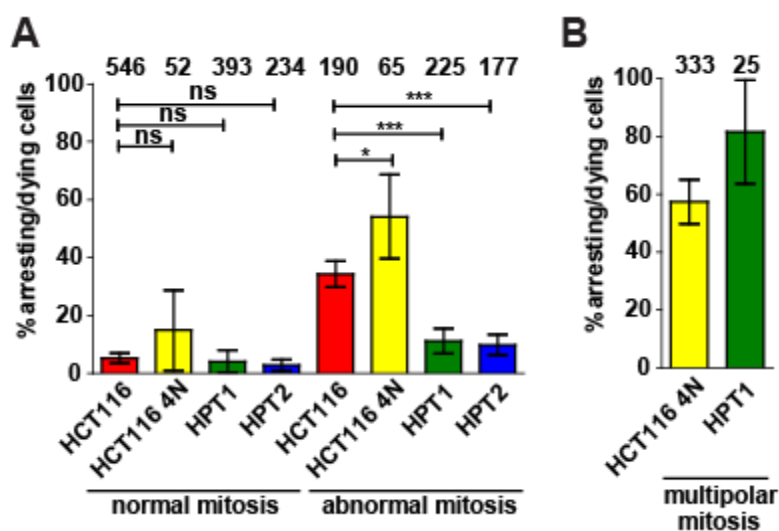 A
546 52 393 234 190 65 225 177
100
80
60
40
20
0
% arresting/dying cells
ns
ns
ns
***
***
*
HCT116
HCT116 4N
HPT1
HPT2
HCT116
HCT116 4N
HPT1
HPT2
normal mitosis
abnormal mitosis
B
333 25
100
80
60
40
20
0
% arresting/dying cells
HCT116 4N
HPT1
multipolar
mitosis